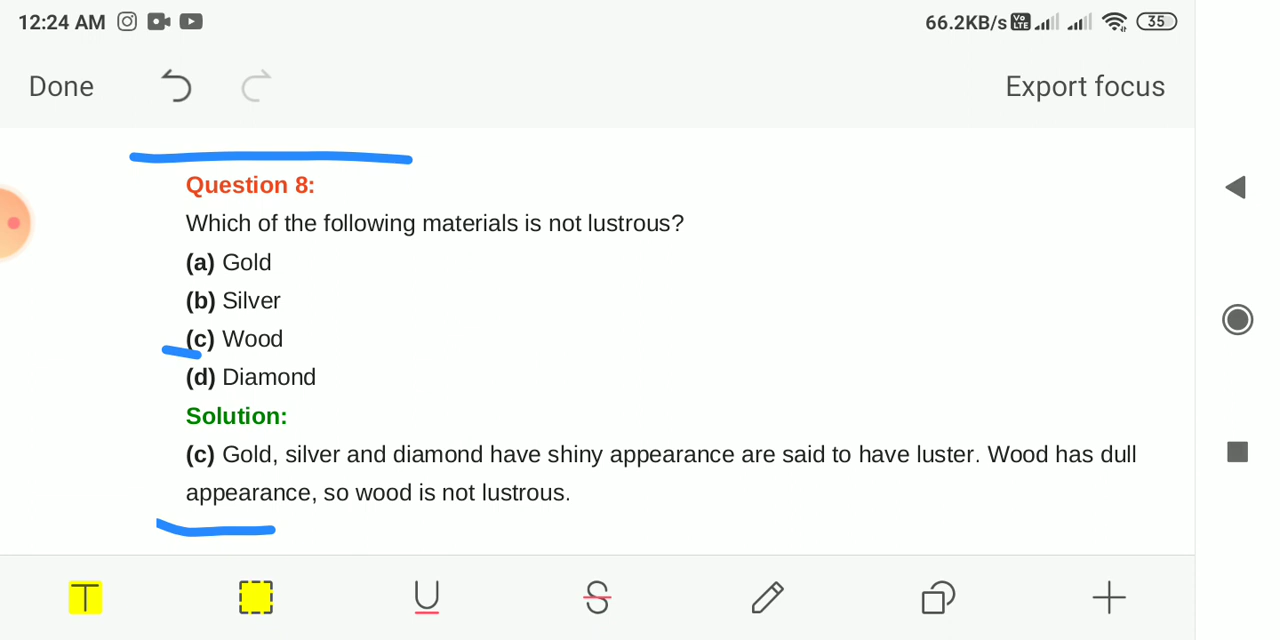 12:24 AM 66.2KB/s Vo LTE 35
Done Export focus
Question 8:
Which of the following materials is not lustrous?
(a) Gold
(b) Silver
(c) Wood
(d) Diamond
Solution:
(c) Gold, silver and diamond have shiny appearance are said to have luster. Wood has dull
appearance, so wood is not lustrous.
T U S